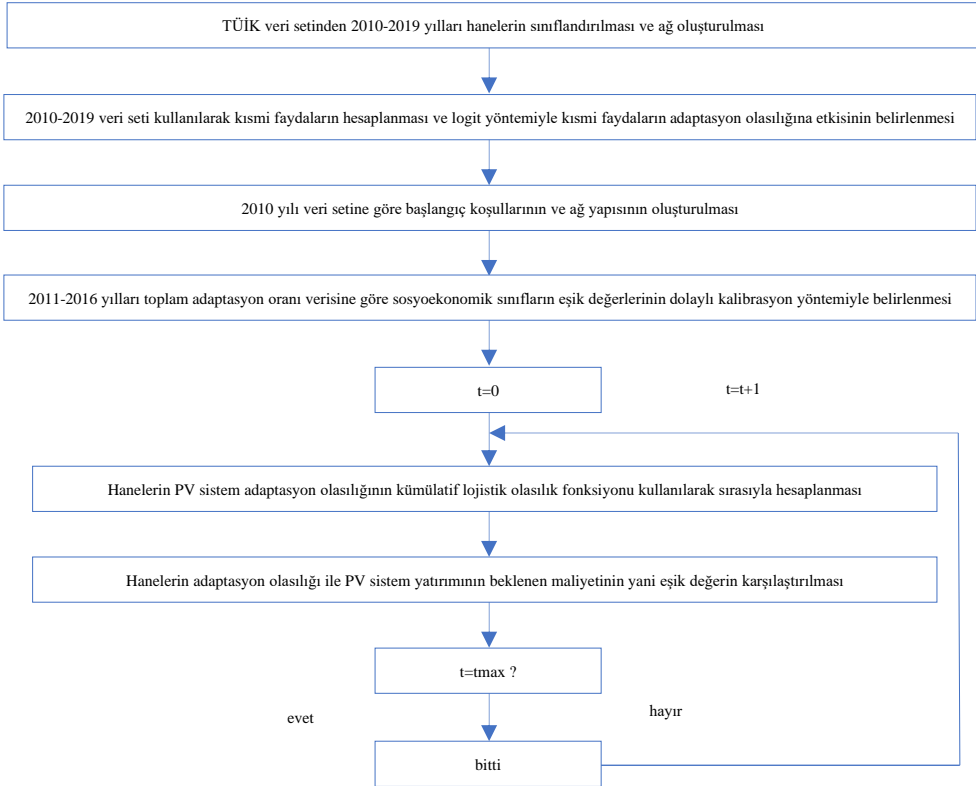 TÜİK veri setinden 2010-2019 yılları hanelerin sınıflandırılması ve ağ oluşturulması
2010-2019 veri seti kullanılarak kısmi faydaların hesaplanması ve logit yöntemiyle kısmi faydaların adaptasyon olasılığına etkisinin belirlenmesi
2010 yılı veri setine göre başlangıç koşullarının ve ağ yapısının oluşturulması
2011-2016 yılları toplam adaptasyon oranı verisine göre sosyoekonomik sınıfların eşik değerlerinin dolaylı kalibrasyon yöntemiyle belirlenmesi
t=0
t=t+1
Hanelerin PV sistem adaptasyon olasılığının kümülatif lojistik olasılık fonksiyonu kullanılarak sırasıyla hesaplanması
Hanelerin adaptasyon olasılığı ile PV sistem yatırımının beklenen maliyetinin yani eşik değerin karşılaştırılması
t=tmax ?
evet
hayır
bitti